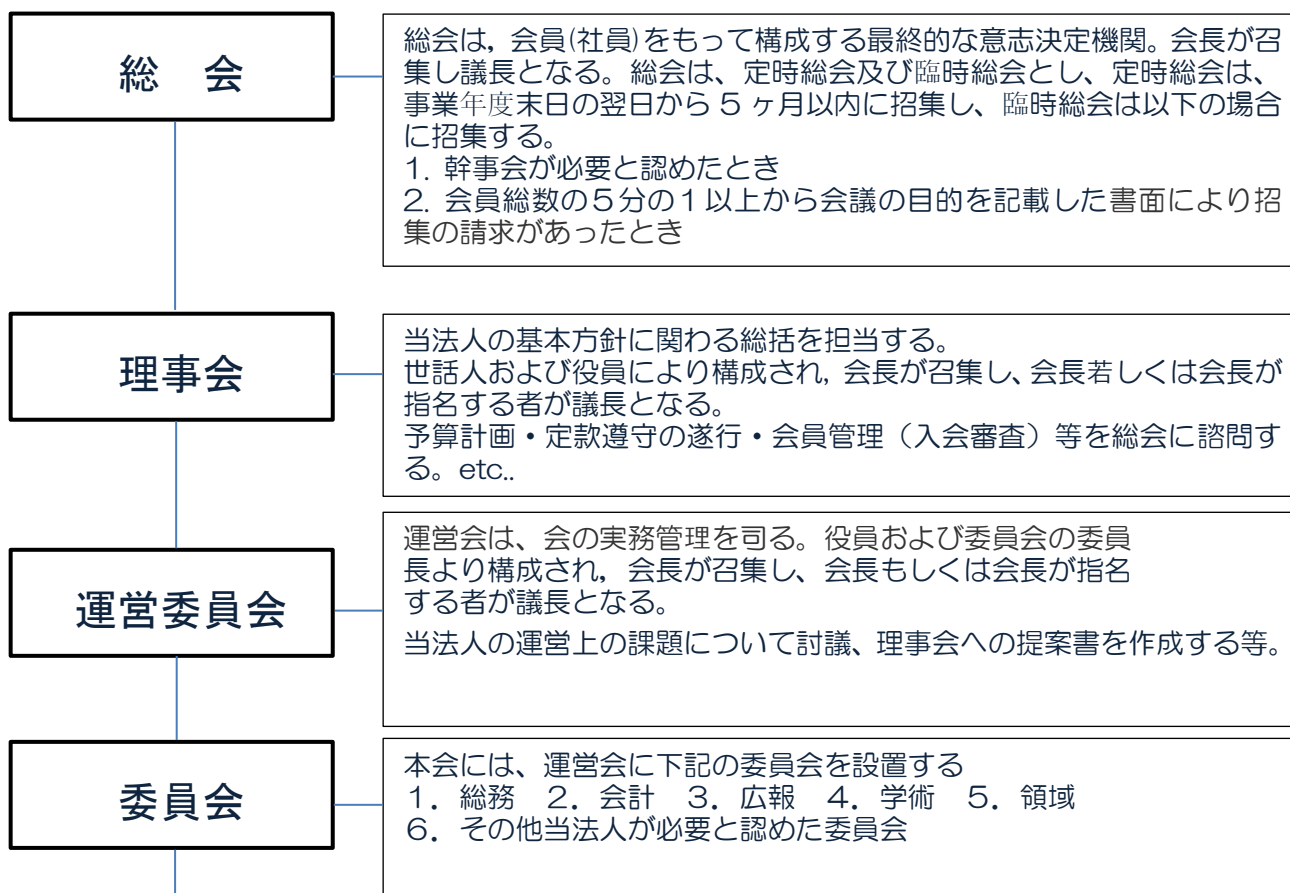 総　会
総会は，会員(社員)をもって構成する最終的な意志決定機関。会長が召
集し議長となる。総会は、定時総会及び臨時総会とし、定時総会は、
事業年度末日の翌日から 5 ヶ月以内に招集し、臨時総会は以下の場合
に招集する。
1. 幹事会が必要と認めたとき
2. 会員総数の５分の１以上から会議の目的を記載した書面により招
集の請求があったとき
理事会
当法人の基本方針に関わる総括を担当する。
世話人および役員により構成され，会長が召集し、会長若しくは会長が
指名する者が議長となる。
予算計画・定款遵守の遂行・会員管理（入会審査）等を総会に諮問す
る。etc..
運営委員会
運営会は、会の実務管理を司る。役員および委員会の委員
長より構成され，会長が召集し、会長もしくは会長が指名
する者が議長となる。
当法人の運営上の課題について討議、理事会への提案書を作成する等。
委員会
本会には、運営会に下記の委員会を設置する
１．総務　２．会計　３．広報　４．学術　５．領域
６．その他当法人が必要と認めた委員会